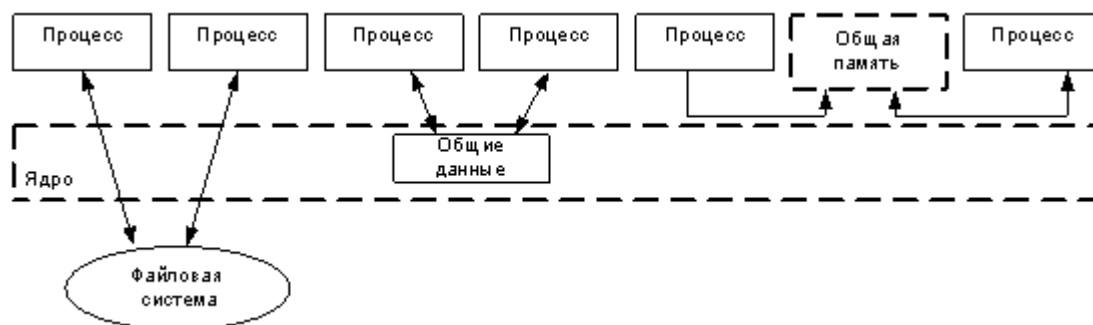 Процесс
Процесс
Процесс
Процесс
Процесс
Общая
память
Процесс
Общие
данные
Ядро
Файловая
система